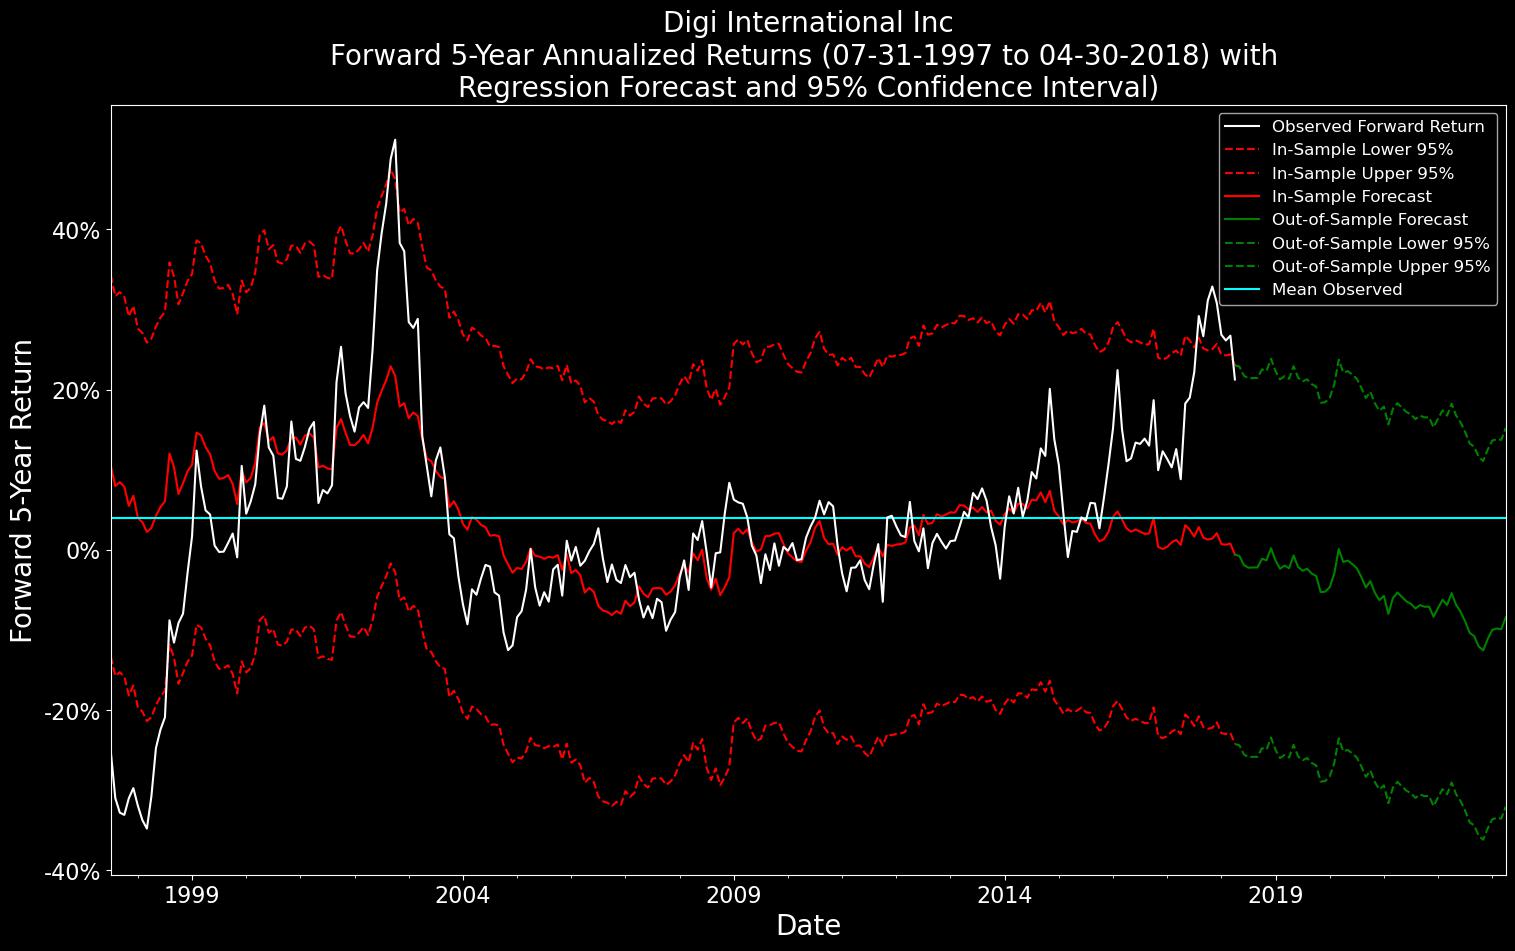 Digi International Inc
Forward 5-Year Annualized Returns (07-31-1997 to 04-30-2018) with
Regression Forecast and 95% Confidence Interval)
Observed Forward Return
In-Sample Lower 95%
In-Sample Upper 95%
In-Sample Forecast
Out-of-Sample Forecast
Out-of-Sample Lower 95%
Out-of-Sample Upper 95%
Mean Observed
Forward 5-Year Return
40%
20%
0%
-20%
-40%
1999 2004 2009 2014 2019
Date